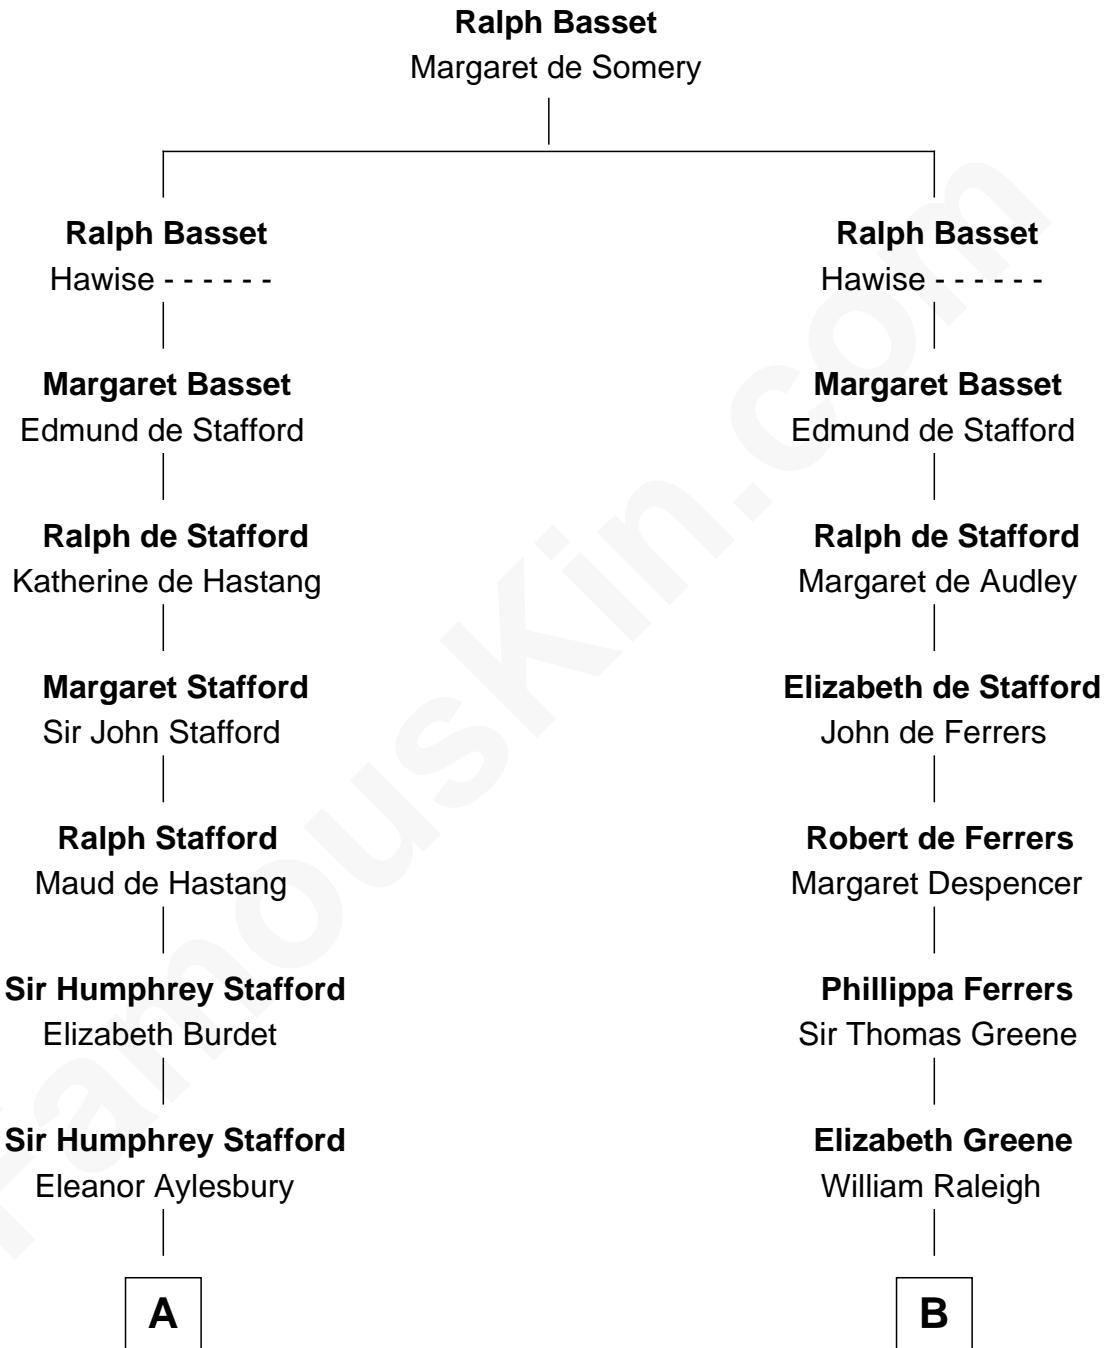 Ralph Basset
Margaret de Somery
Ralph Basset
Hawise - - - - - -
Margaret Basset
Edmund de Stafford
Ralph de Stafford
Katherine de Hastang
Margaret Stafford
Sir John Stafford
Ralph Stafford
Maud de Hastang
Sir Humphrey Stafford
Elizabeth Burdet
Sir Humphrey Stafford
Eleanor Aylesbury
A
Ralph Basset
Hawise - - - - - -
Margaret Basset
Edmund de Stafford
Ralph de Stafford
Margaret de Audley
Elizabeth de Stafford
John de Ferrers
Robert de Ferrers
Margaret Despencer
Phillippa Ferrers
Sir Thomas Greene
Elizabeth Greene
William Raleigh
B
FamousKin.com